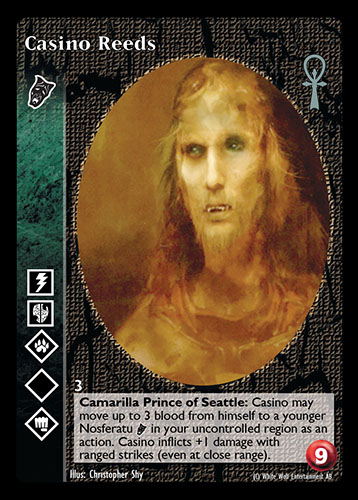 Casino Reeds
3
Camarilla Prince of Seattle: Casino may
move up to 3 blood from himself to a younger
Nosferatu in your uncontrolled region as an
action. Casino inflicts +1 damage with
ranged strikes (even at close range).
9
Illus: Christopher Shy
(C) White Wolf Entertainment AB